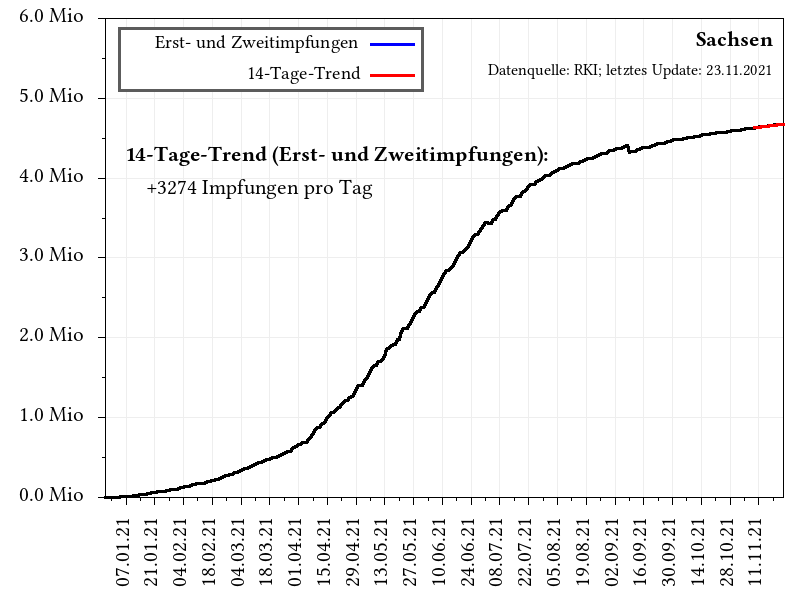 6.0 Mio
5.0 Mio
4.0 Mio
3.0 Mio
2.0 Mio
1.0 Mio
0.0 Mio
Erst- und Zweitimpfungen
14-Tage-Trend
Sachsen
Datenquelle: RKI; letztes Update: 23.11.2021
14-Tage-Trend (Erst- und Zweitimpfungen):
+3274 Impfungen pro Tag
07.01.21
21.01.21
04.02.21
18.02.21
04.03.21
18.03.21
01.04.21
15.04.21
29.04.21
13.05.21
27.05.21
10.06.21
24.06.21
08.07.21
22.07.21
05.08.21
19.08.21
02.09.21
16.09.21
30.09.21
14.10.21
28.10.21
11.11.21